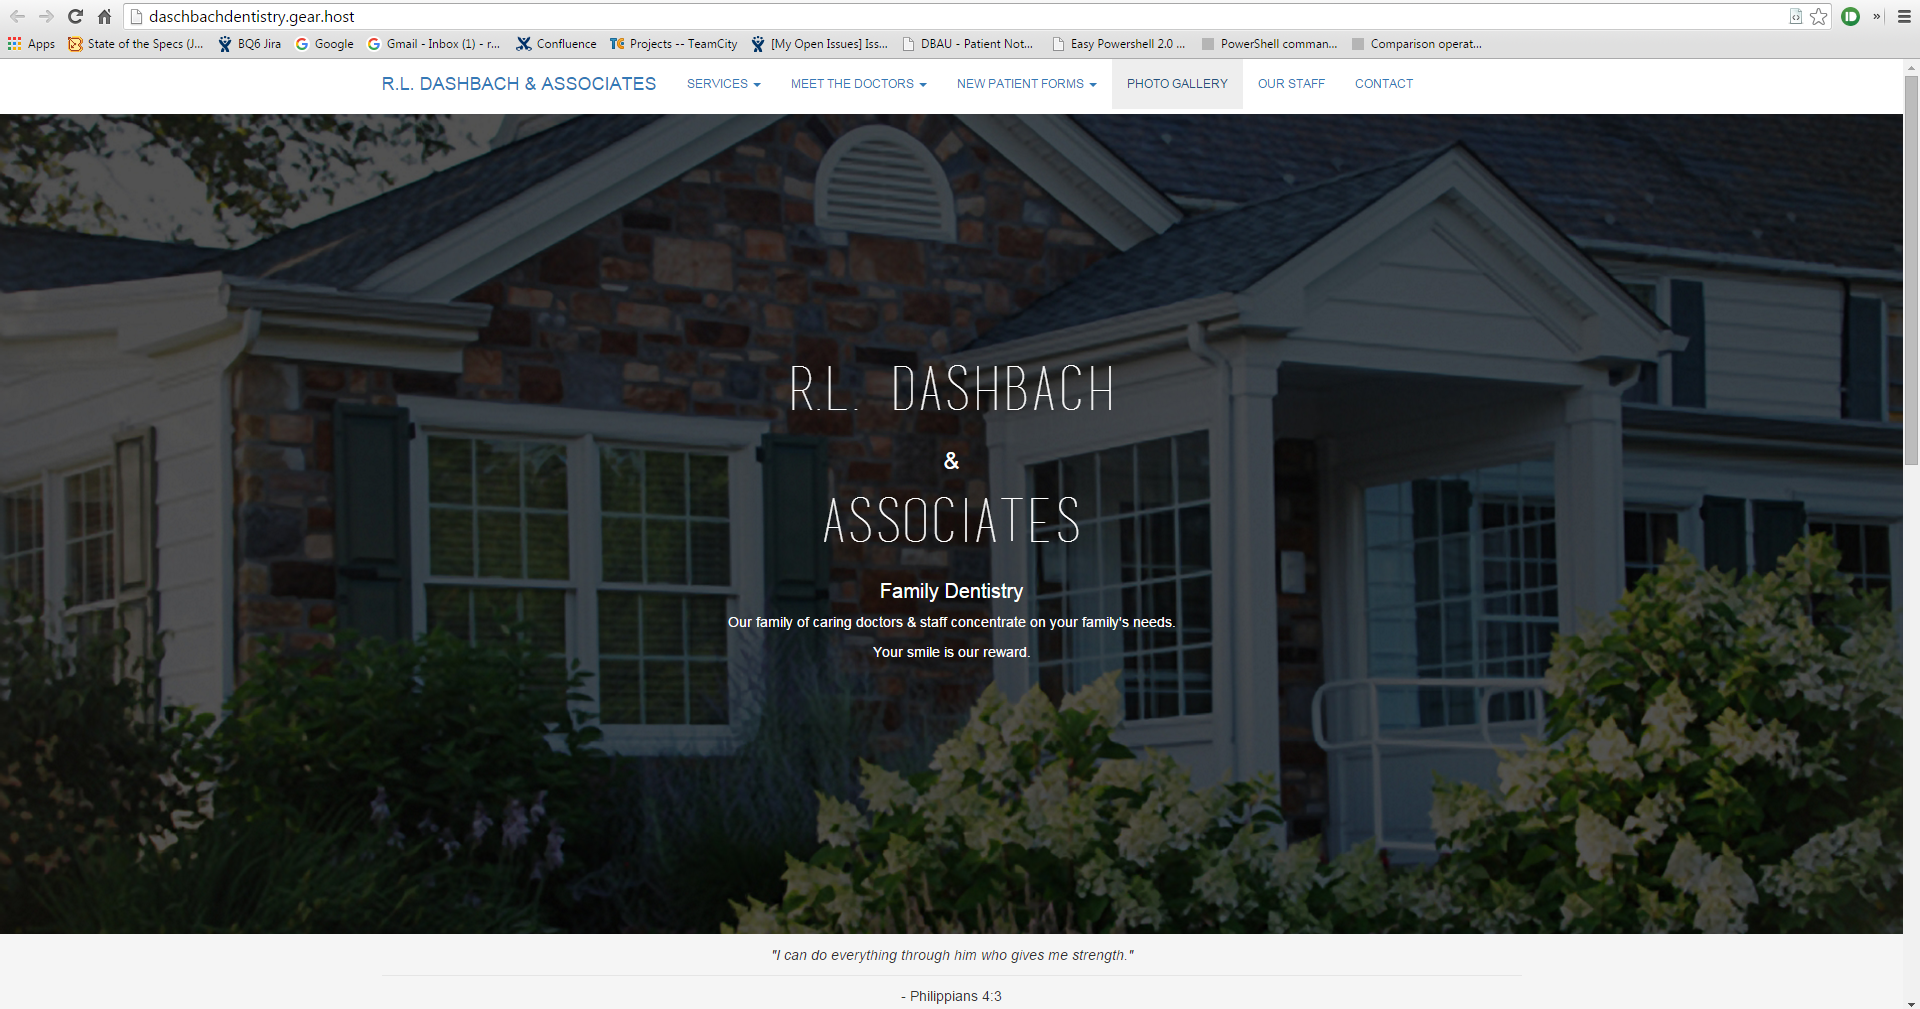 daschbachdentistry.gear.host
Apps State of the Specs (J... BQ6 Jira Google Gmail - Inbox (1) - r... Confluence Projects -- TeamCity [My Open Issues] Iss... DBAU - Patient Not... Easy Powershell 2.0 ... PowerShell comman... Comparison operat...
R.L. DASHBACH & ASSOCIATES SERVICES MEET THE DOCTORS NEW PATIENT FORMS PHOTO GALLERY OUR STAFF CONTACT
R.L. DASHBACH
&
ASSOCIATES
Family Dentistry
Our family of caring doctors & staff concentrate on your family's needs.
Your smile is our reward.
"I can do everything through him who gives me strength."
- Philippians 4:3